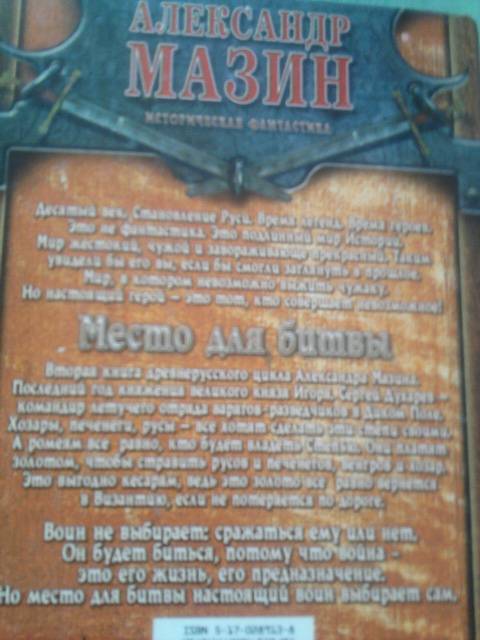 АЛЕКСАНДР
МАЗИН
ИСТОРИЧЕСКАЯ ФАНТАСТИКА
Десятый век. Становление Руси. Время легенд. Время героев.
Это не фантастика. Это подлинный мир Истории.
Мир жестокий, чужой и завораживающе прекрасный. Таким
увидели бы его вы, если бы смогли заглянуть в прошлое.
Мир, в котором невозможно выжить чужаку.
Но настоящий герой – это тот, кто совершает невозможное!
Место для битвы
Вторая книга древнерусского цикла Александра Мазина.
Последний год княжения великого князя Игоря. Сергей Духарев –
командир летучего отряда варягов-разведчиков в Диком Поле.
Хозары, печенеги, русы – все хотят сделать эти степи своими.
А ромеям все равно, кто будет владеть Степью. Они платят
золотом, чтобы стравить русов и печенегов, венгров и хозар.
Это выгодно кесарям, ведь это золото все равно вернется
в Византию, если не потеряется по дороге.
Воин не выбирает: сражаться ему или нет.
Он будет биться, потому что война –
это его жизнь, его предназначение.
Но место для битвы настоящий воин выбирает сам.
ISBN 5-17-028913-8